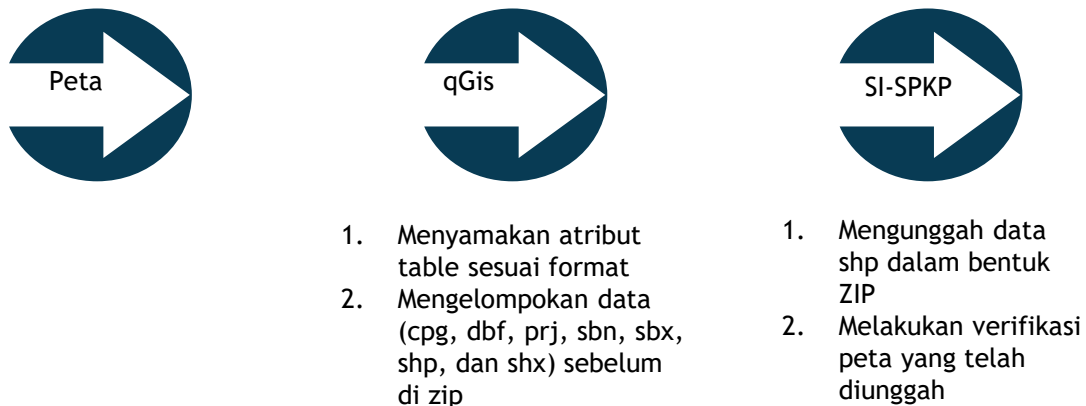 Peta
qGis
SI-SPKP
1. Menyamakan atribut
table sesuai format
2. Mengelompokan data
(cpg, dbf, prj, sbn, sbx,
shp, dan shx) sebelum
di zip
1. Mengunggah data
shp dalam bentuk
ZIP
2. Melakukan verifikasi
peta yang telah
diunggah